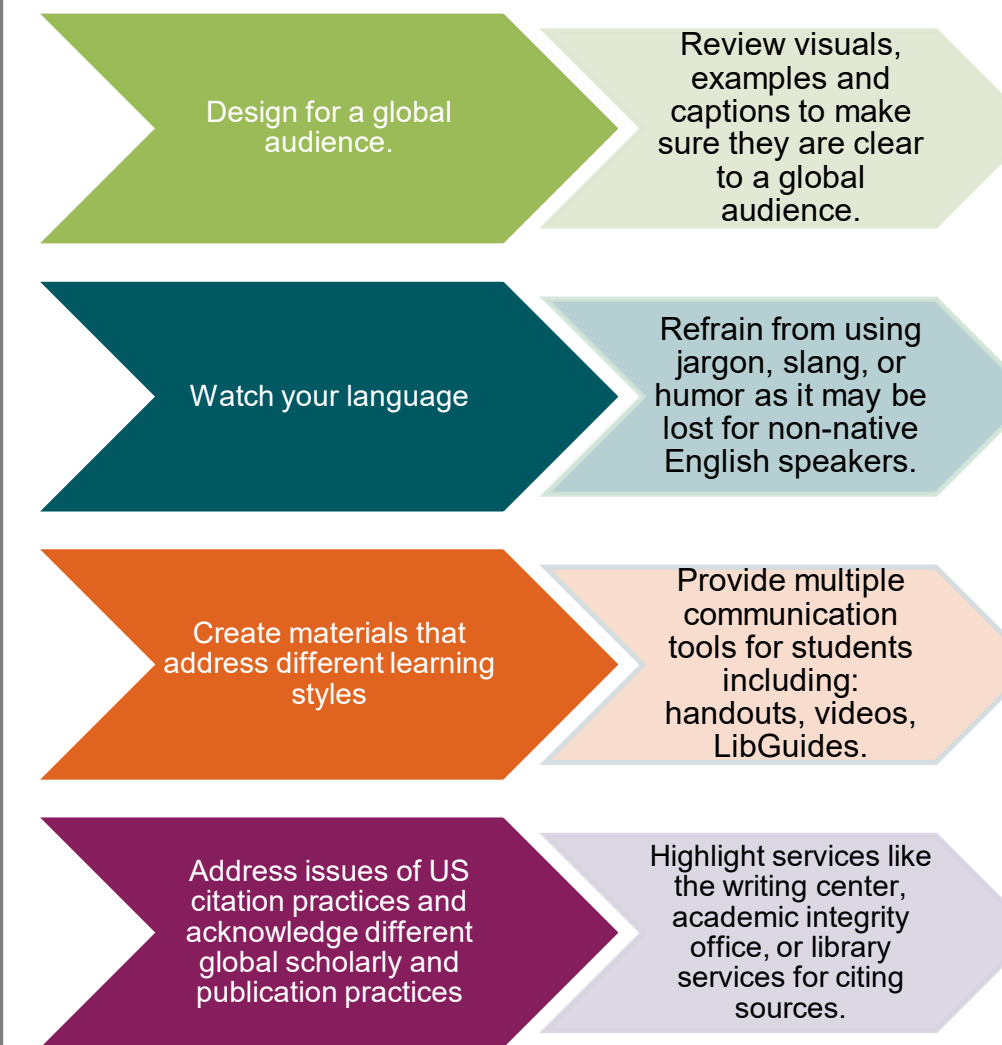 Design for a global
audience.
Review visuals,
examples and
captions to make
sure they are clear
to a global
audience.
Watch your language
Refrain from using
jargon, slang, or
humor as it may be
lost for non-native
English speakers.
Create materials that
address different learning
styles
Provide multiple
communication
tools for students
including:
handouts, videos,
LibGuides.
Address issues of US
citation practices and
acknowledge different
global scholarly and
publication practices
Highlight services like
the writing center,
academic integrity
office, or library
services for citing
sources.